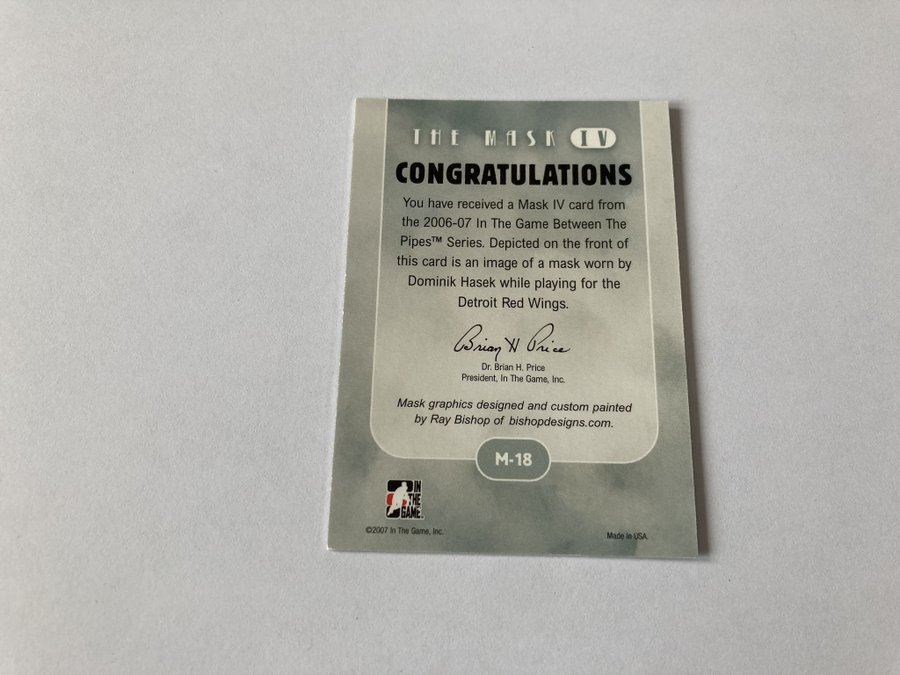 THE MASK IV
CONGRATULATIONS
You have received a Mask IV card from
the 2006-07 In The Game Between The
Pipes™ Series. Depicted on the front of
this card is an image of a mask worn by
Dominik Hasek while playing for the
Detroit Red Wings.
Brian H Price
Dr. Brian H. Price
President, In The Game, Inc.
Mask graphics designed and custom painted
by Ray Bishop of bishopdesigns.com.
M-18
IN
THE
GAME
©2007 In The Game, Inc.
Made In USA.